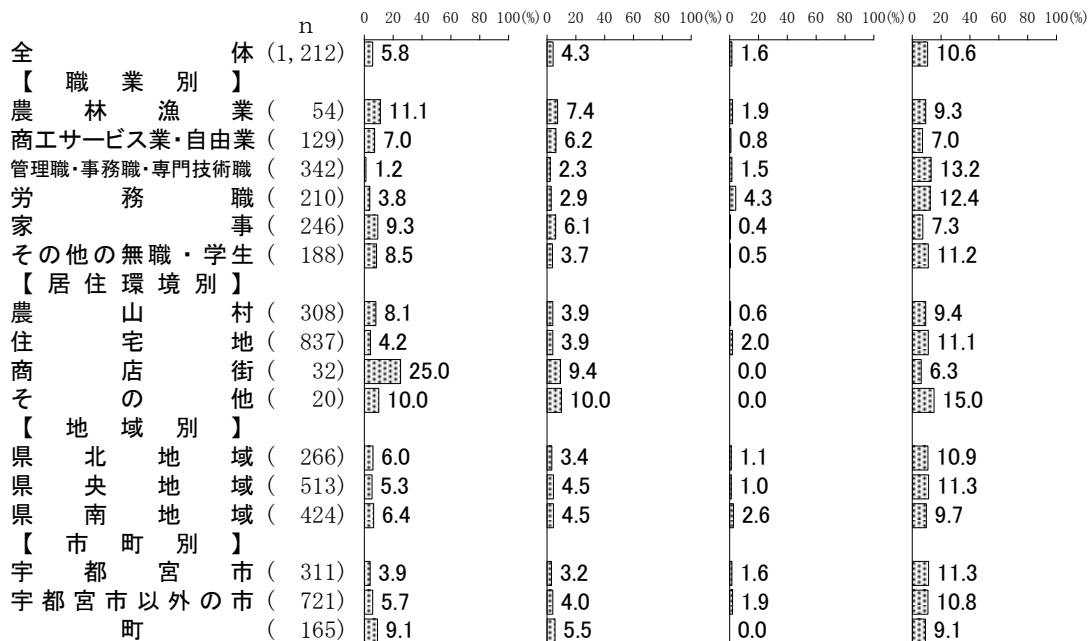 0 20 40 60 80 100(%) 0 20 40 60 80 100(%) 0 20 40 60 80 100(%) 0 20 40 60 80 100(%)
n
全体 (1,212) 5.8 4.3 1.6 10.6
【職業別】
農林漁業 ( 54) 11.1 7.4 1.9 9.3
商工サービス業・自由業 ( 129) 7.0 6.2 0.8 7.0
管理職・事務職・専門技術職 ( 342) 1.2 2.3 1.5 13.2
労務職 ( 210) 3.8 2.9 4.3 12.4
家事 ( 246) 9.3 6.1 0.4 7.3
その他の無職・学生 ( 188) 8.5 3.7 0.5 11.2
【居住環境別】
農山村 ( 308) 8.1 3.9 0.6 9.4
住宅地 ( 837) 4.2 3.9 2.0 11.1
商店街 ( 32) 25.0 9.4 0.0 6.3
その他 ( 20) 10.0 10.0 0.0 15.0
【地域別】
県北地域 ( 266) 6.0 3.4 1.1 10.9
県央地域 ( 513) 5.3 4.5 1.0 11.3
県南地域 ( 424) 6.4 4.5 2.6 9.7
【市町別】
宇都宮市 ( 311) 3.9 3.2 1.6 11.3
宇都宮市以外の市 ( 721) 5.7 4.0 1.9 10.8
町 ( 165) 9.1 5.5 0.0 9.1